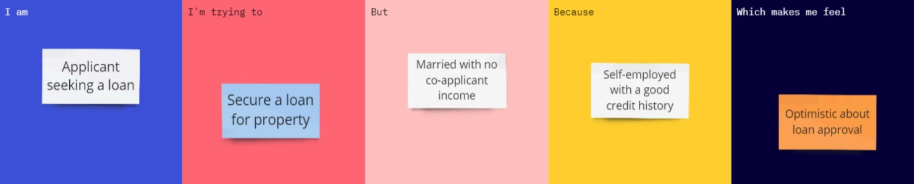 I am
Applicant
seeking a loan
I'm trying to
Secure a loan
for property
But
Married with no
co-applicant
income
Because
Self-employed
with a good
credit history
Which makes me feel
Optimistic about
loan approval